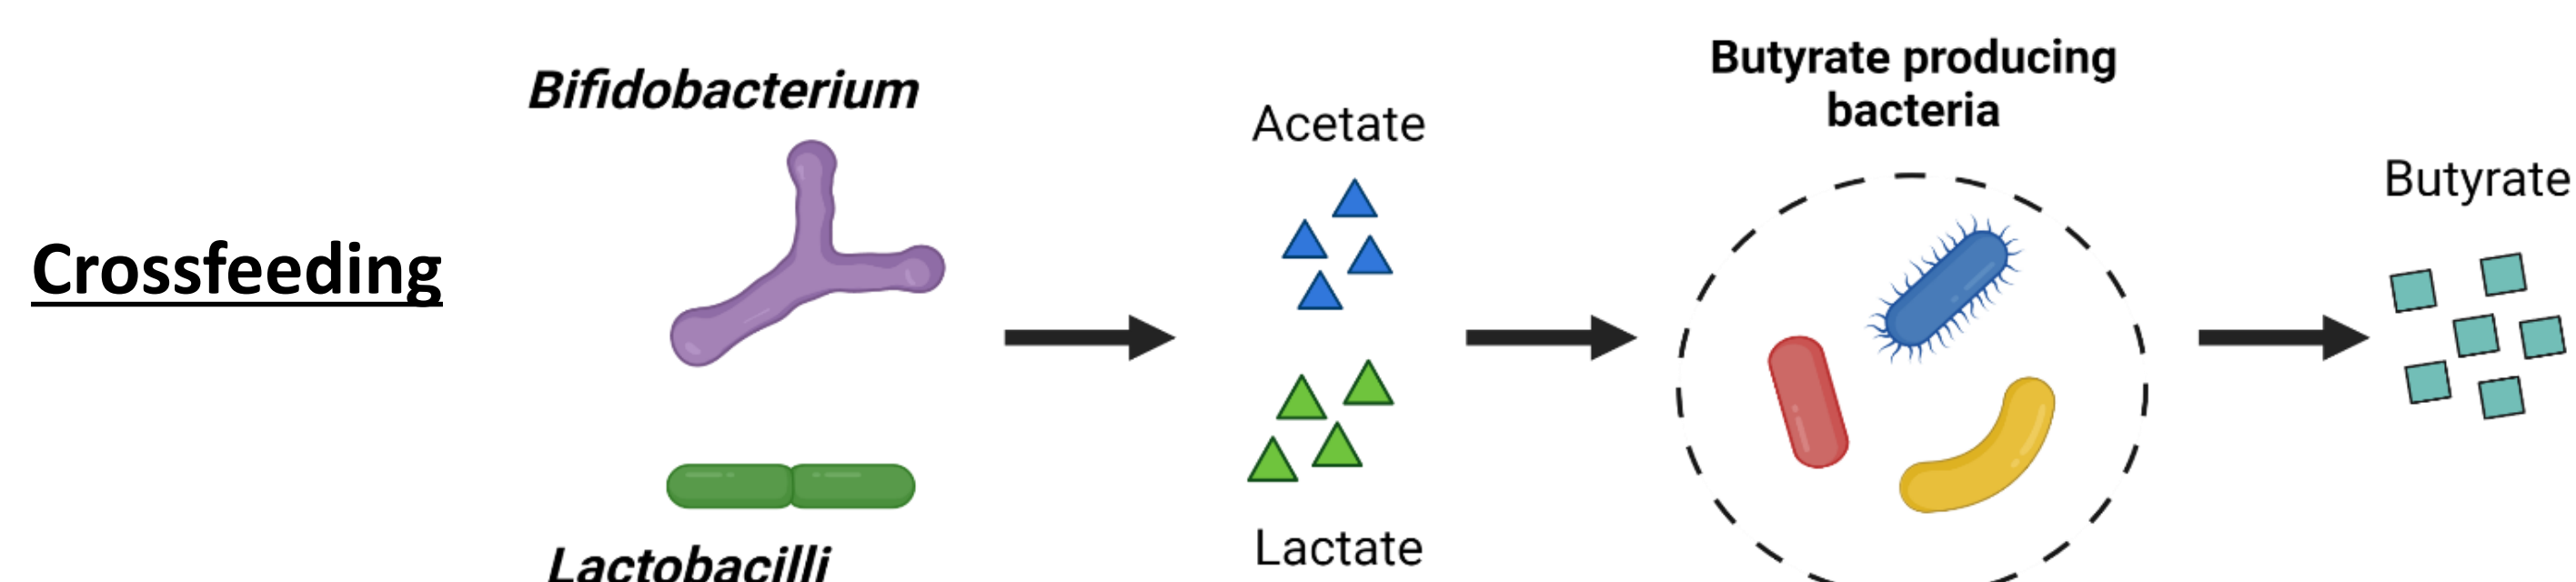 Crossfeeding
Bifidobacterium
Lactobacilli
Acetate
Lactate
Butyrate producing
bacteria
Butyrate